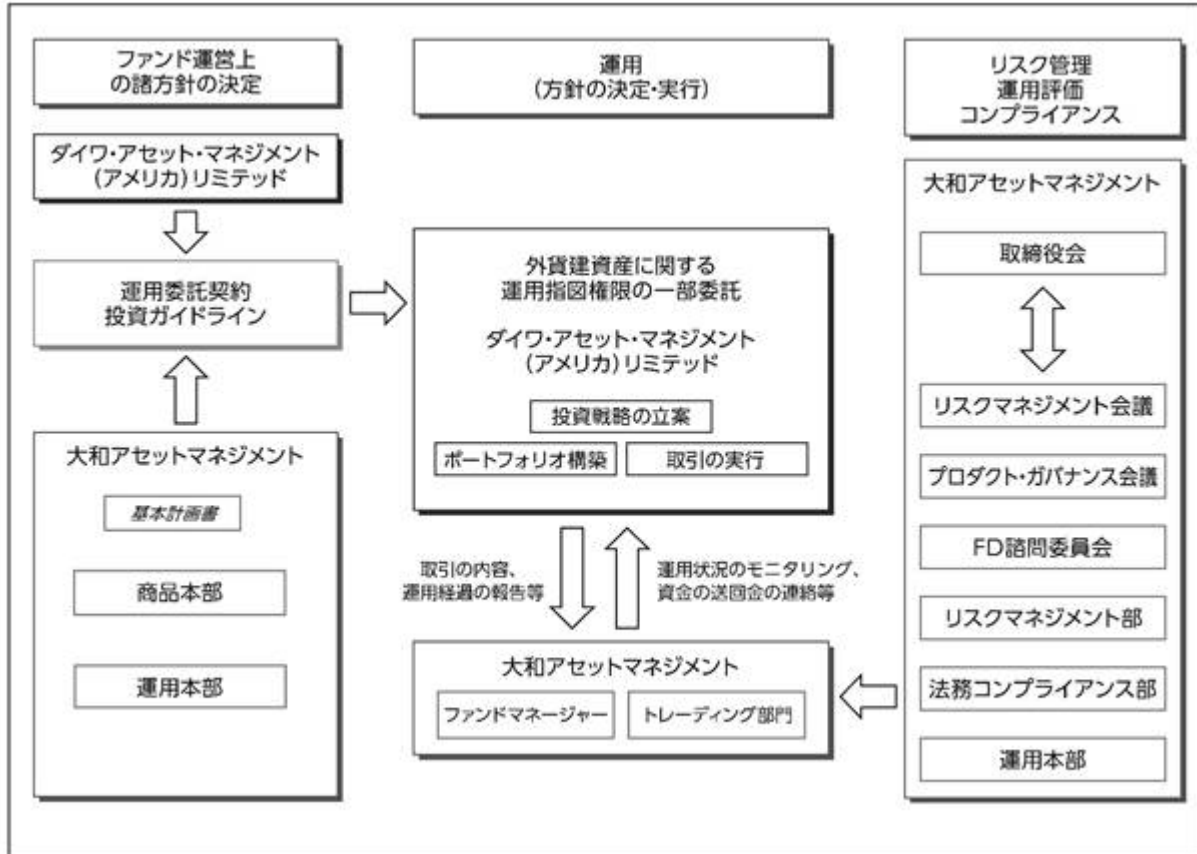 ファンド運営上
の諸方針の決定
ダイワ・アセット・マネジメント
(アメリカ)リミテッド
運用委託契約
投資ガイドライン
大和アセットマネジメント
基本計画書
商品本部
運用本部
運用
(方針の決定・実行)
外貨建資産に関する
運用指図権限の一部委託
ダイワ・アセット・マネジメント
(アメリカ)リミテッド
投資戦略の立案
ポートフォリオ構築
取引の実行
取引の内容、
運用経過の報告等
運用状況のモニタリング、
資金の送回金の連絡等
大和アセットマネジメント
ファンドマネージャー
トレーディング部門
リスク管理
運用評価
コンプライアンス
大和アセットマネジメント
取締役会
リスクマネジメント会議
プロダクト・ガバナンス会議
FD諮問委員会
リスクマネジメント部
法務コンプライアンス部
運用本部